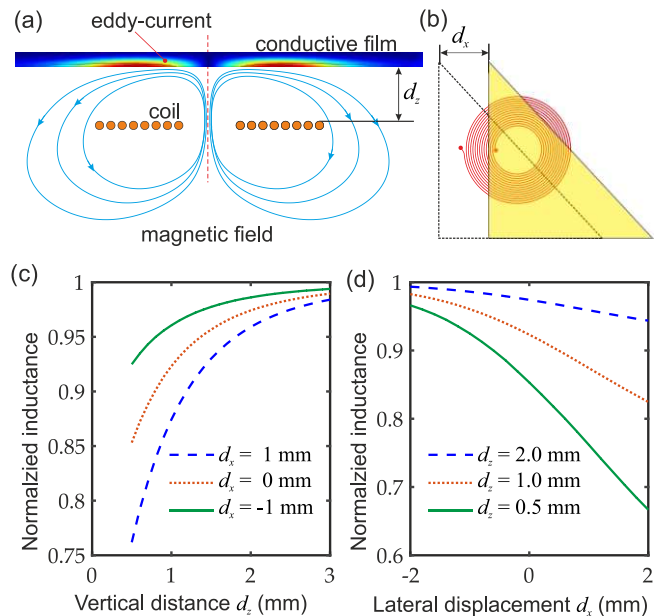 (a)
eddy-current
conductive film
d_z
coil
magnetic field
(b)
d_x
(c)
Normalzied inductance
1
0.95
0.9
0.85
0.8
0.75
0
1
2
3
d_x = 1 mm
d_x = 0 mm
d_x = -1 mm
Vertical distance d_z (mm)
(d)
Normalzied inductance
1
0.9
0.8
0.7
0.6
-2
0
2
d_z = 2.0 mm
d_z = 1.0 mm
d_z = 0.5 mm
Lateral displacement d_x (mm)